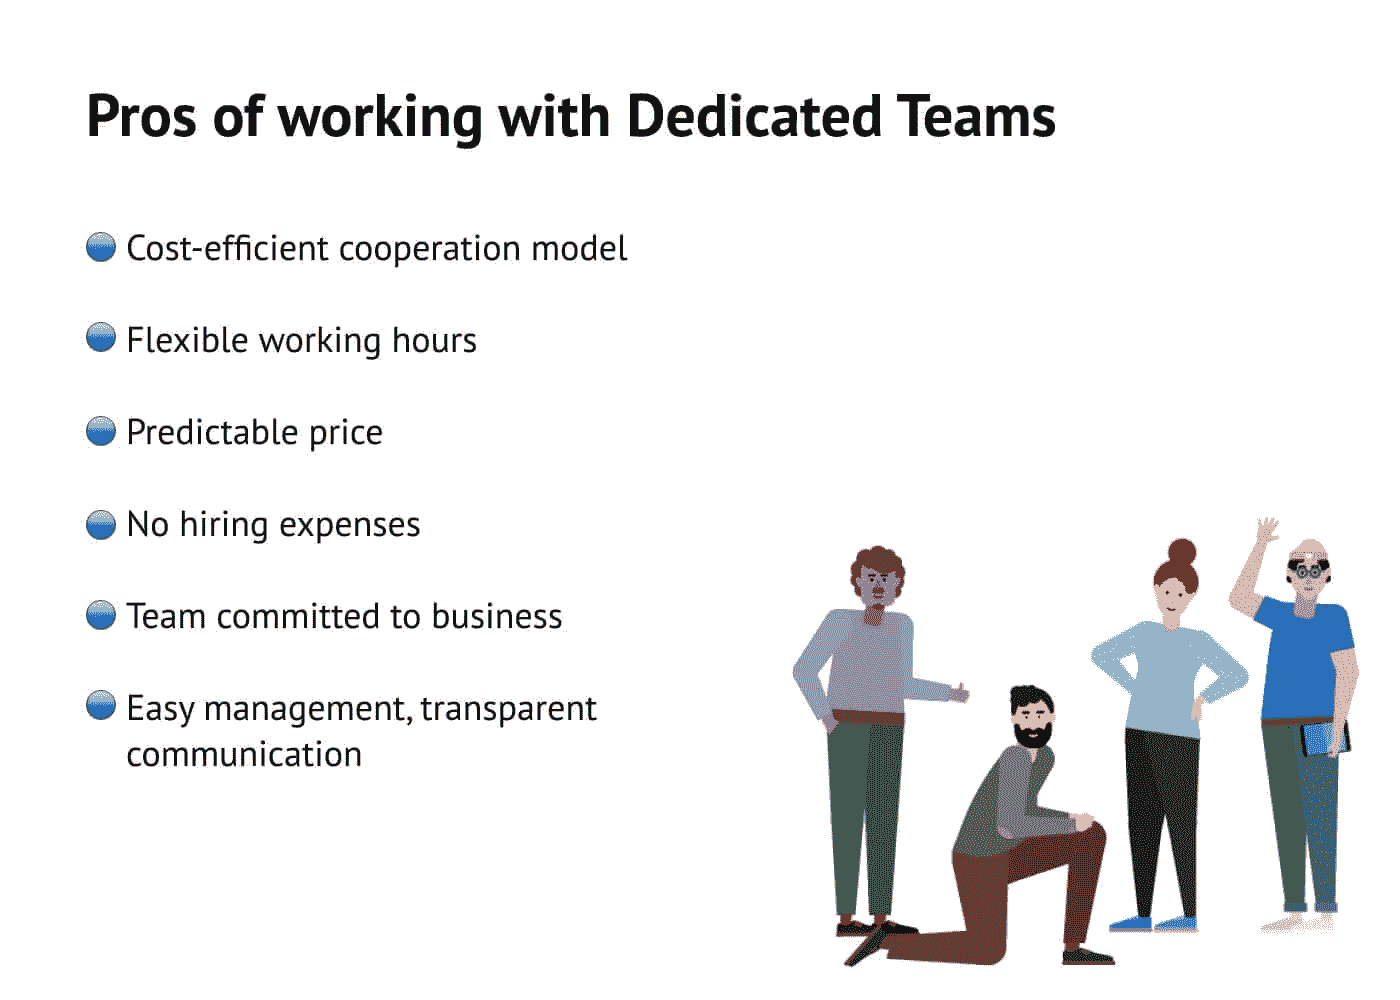 Pros of working with Dedicated Teams
Cost-efficient cooperation model
Flexible working hours
Predictable price
No hiring expenses
Team committed to business
Easy management, transparent
communication